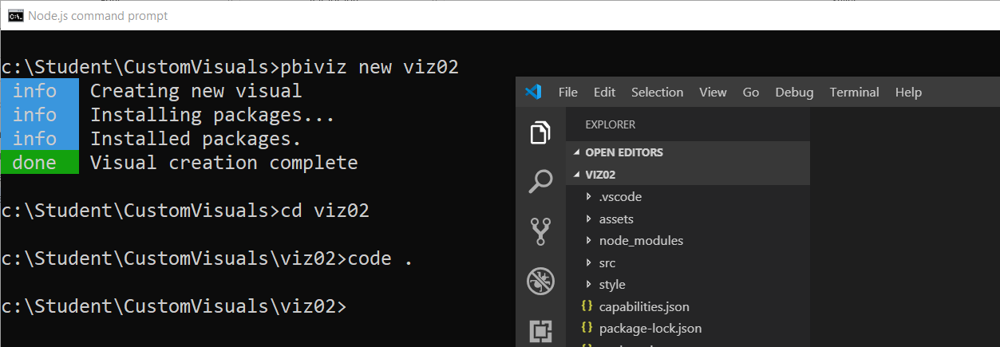 Node.js command prompt
c:\Student\CustomVisuals>pbiviz new viz02
info Creating new visual
info Installing packages...
info Installed packages.
done Visual creation complete
c:\Student\CustomVisuals>cd viz02
c:\Student\CustomVisuals\viz02>code .
c:\Student\CustomVisuals\viz02>
File Edit Selection View Go Debug Terminal Help
EXPLORER
OPEN EDITORS
VIZ02
.vscode
assets
node_modules
src
style
{} capabilities.json
{} package-lock.json